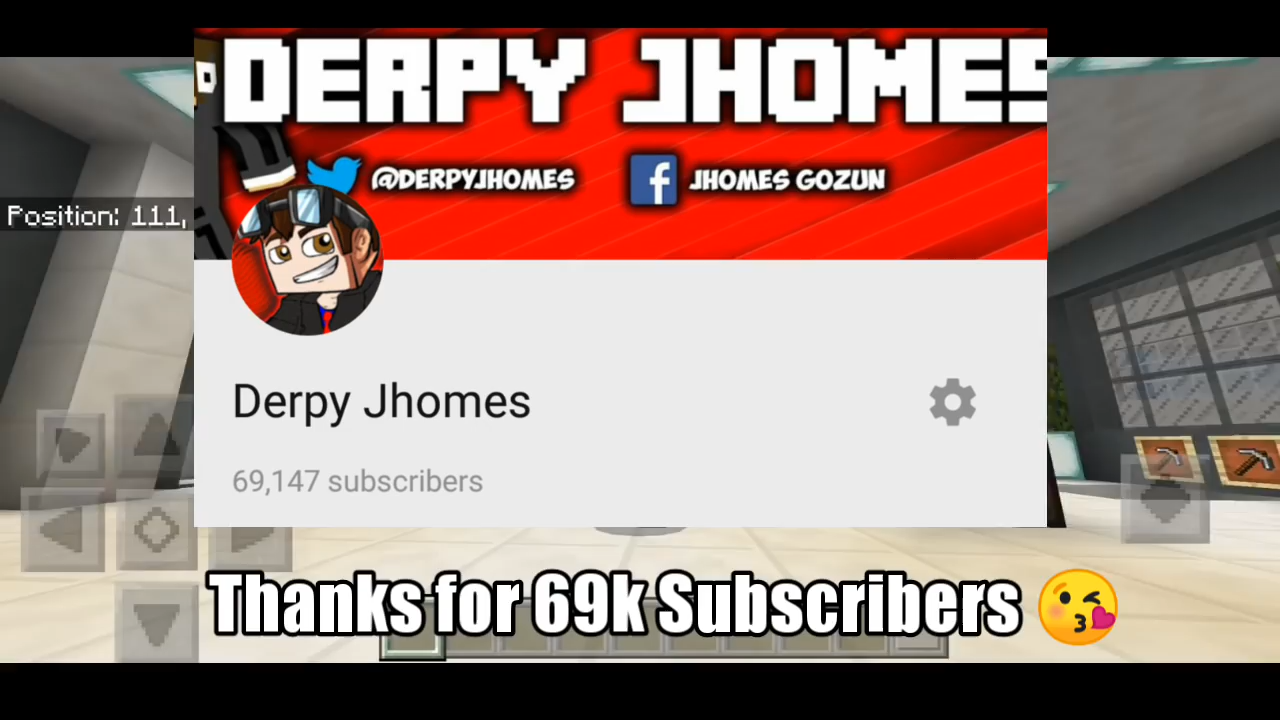 DERPY JHOMES
@DERPYJHOMES
JHOMES GOZUN
Position: 111,
Derpy Jhomes
69,147 subscribers
Thanks for 69k Subscribers 😘